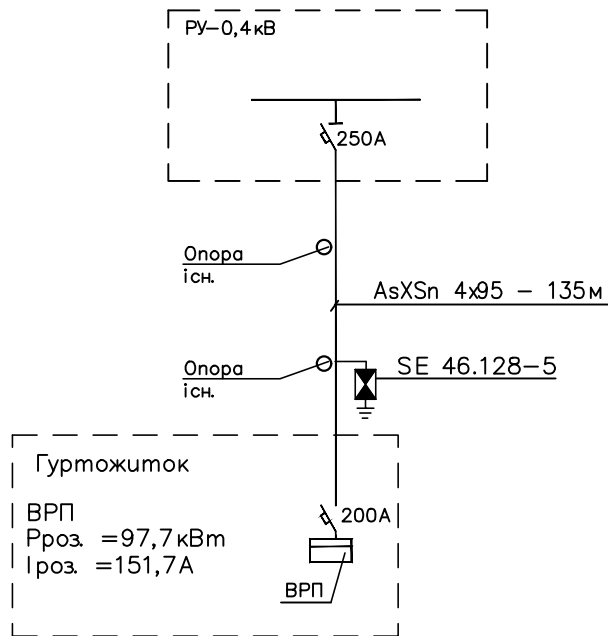 РУ-0,4кВ
250А
Опора
існ.
AsXSn 4x95 - 135м
Опора
існ.
SE 46.128-5
Гуртожиток
ВРП
Рроз. =97,7кВт
Іроз. =151,7А
200А
ВРП